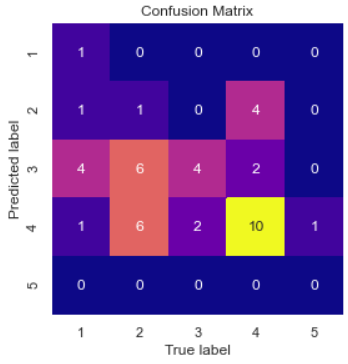 Confusion Matrix
Predicted label
1 1 0 0 0 0
2 1 1 0 4 0
3 4 6 4 2 0
4 1 6 2 10 1
5 0 0 0 0 0
1 2 3 4 5
True label